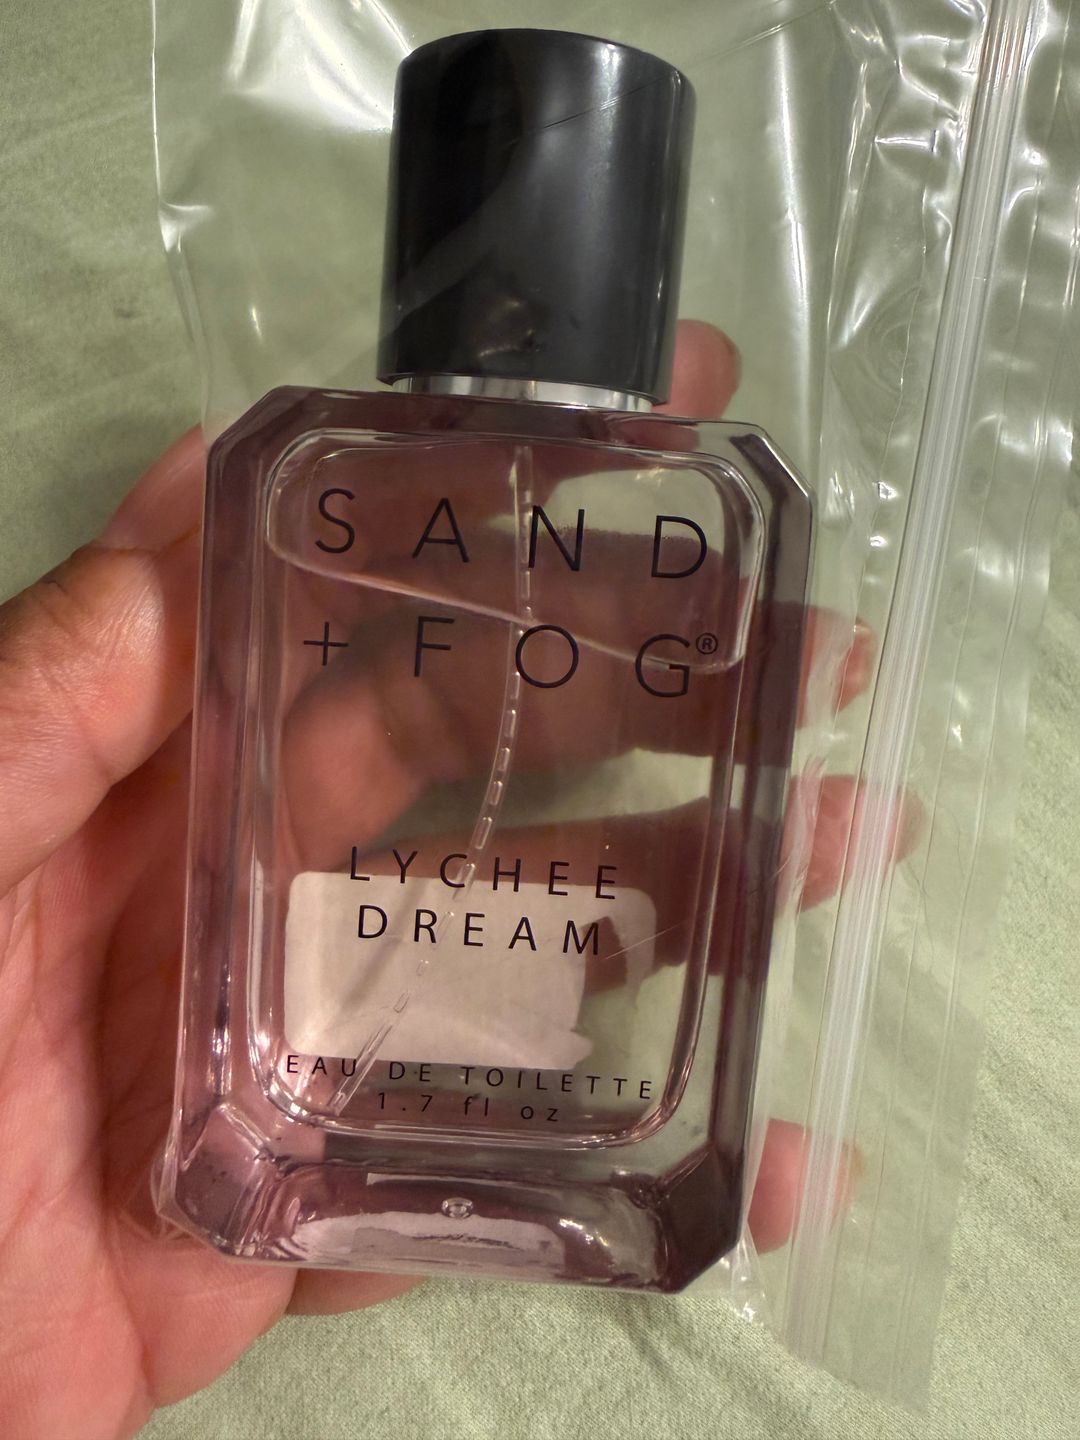 SAND
+ FOG®
LYCHEE
DREAM
EAU DE TOILETTE
1.7 fl oz